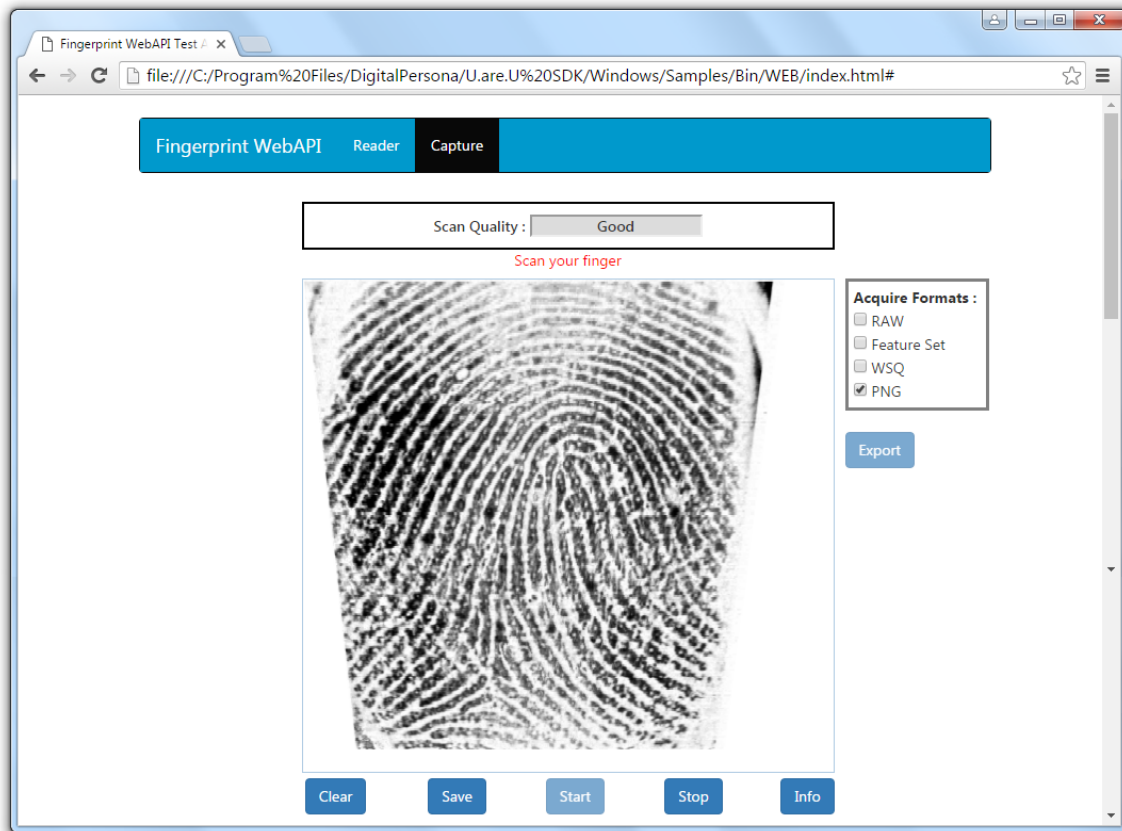 Fingerprint WebAPI Test A
file:///C:/Program%20Files/DigitalPersona/U.are.U%20SDK/Windows/Samples/Bin/WEB/index.html#
Fingerprint WebAPI Reader Capture
Scan Quality : Good
Scan your finger
Acquire Formats :
RAW
Feature Set
WSQ
PNG
Export
Clear Save Start Stop Info